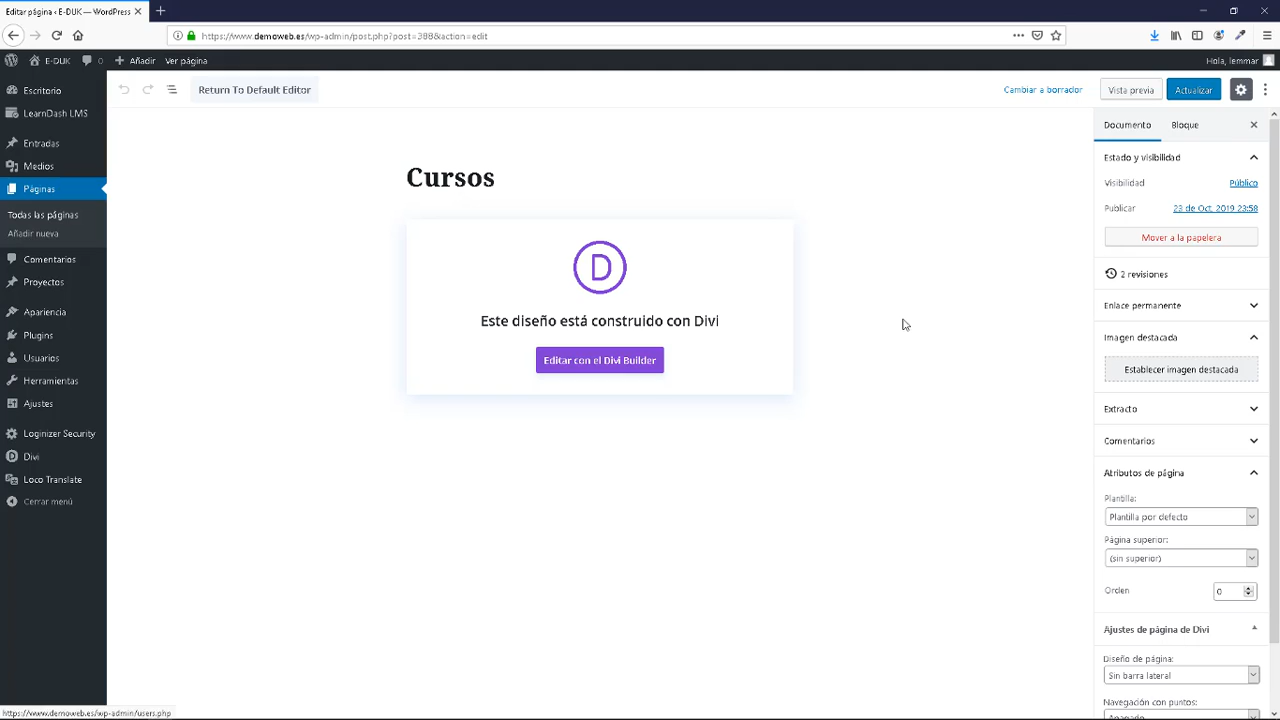 Editar página ‹ E-DUK — WordPress
https://www.demoweb.es/wp-admin/post.php?post=388&action=edit
E-DUK
0
Añadir
Ver página
Hola, lemmar
Escritorio
LearnDash LMS
Entradas
Medios
Páginas
Todas las páginas
Añadir nueva
Comentarios
Proyectos
Apariencia
Plugins
Usuarios
Herramientas
Ajustes
Loginizer Security
Divi
Loco Translate
Cerrar menú
Return To Default Editor
Cambiar a borrador
Vista previa
Actualizar
Cursos
D
Este diseño está construido con Divi
Editar con el Divi Builder
Documento
Bloque
Estado y visibilidad
Visibilidad
Público
Publicar
23 de Oct, 2019 23:58
Mover a la papelera
2 revisiones
Enlace permanente
Imagen destacada
Establecer imagen destacada
Extracto
Comentarios
Atributos de página
Plantilla:
Plantilla por defecto
Página superior:
(sin superior)
Orden
0
Ajustes de página de Divi
Diseño de página:
Sin barra lateral
Navegación con puntos:
Apagado
https://www.demoweb.es/wp-admin/users.php